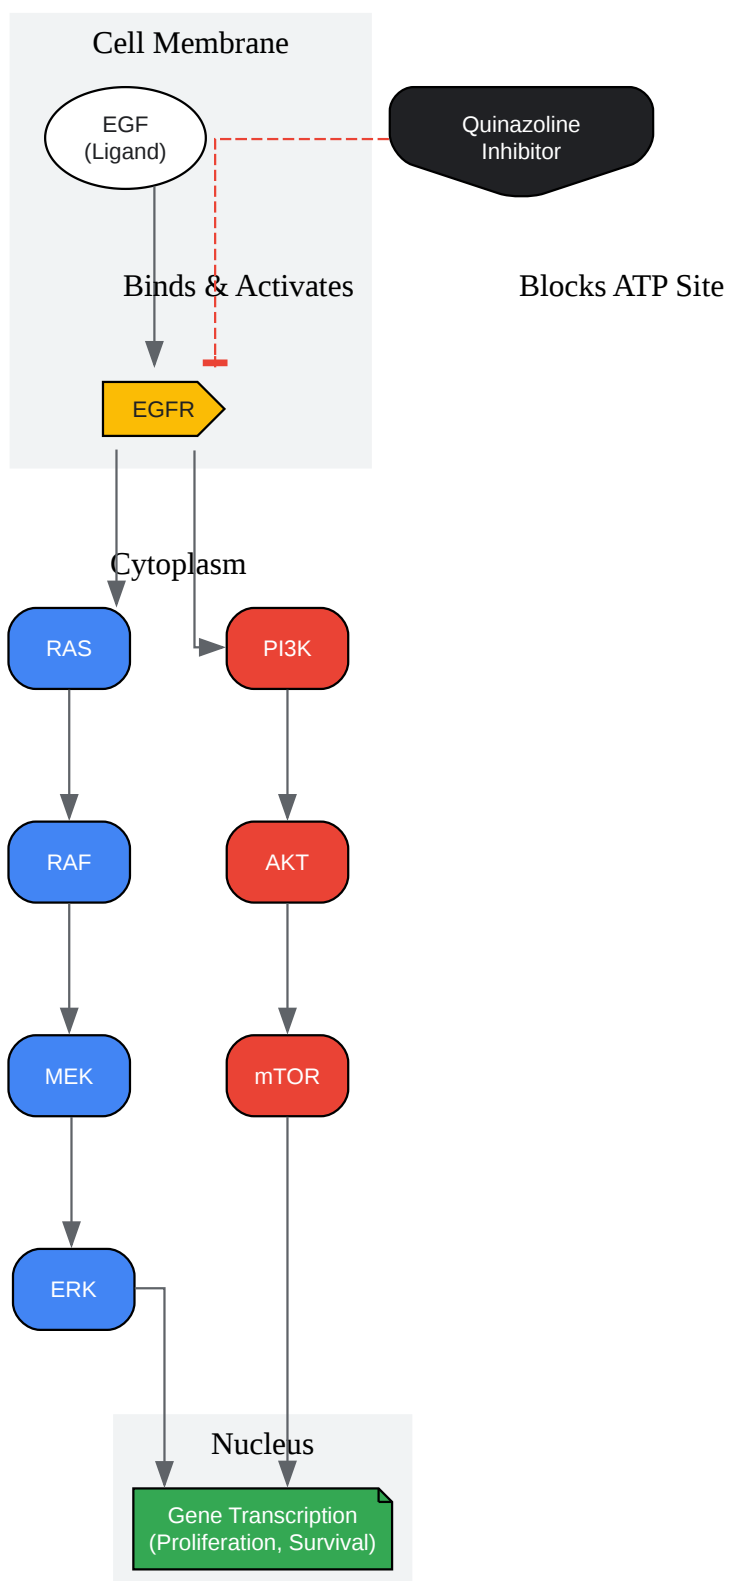 Cell Membrane
EGF
(Ligand)
Quinazoline
Inhibitor
Binds & Activates
Blocks ATP Site
EGFR
Cytoplasm
RAS
PI3K
RAF
AKT
MEK
mTOR
ERK
Nucleus
Gene Transcription
(Proliferation, Survival)